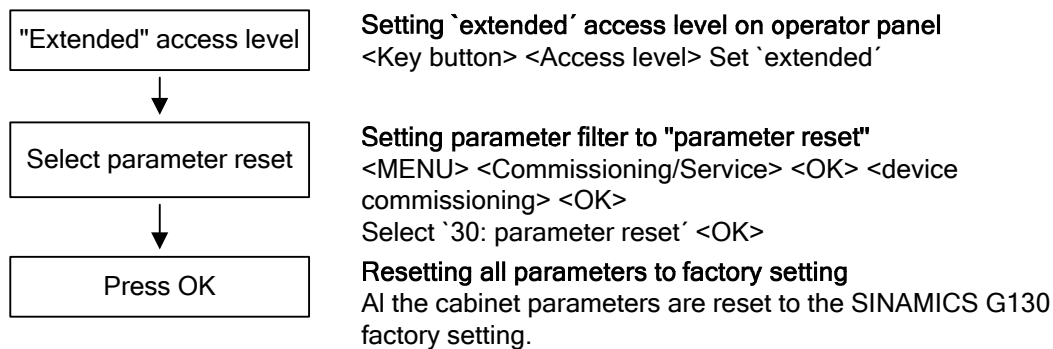 "Extended" access level
Setting `extended´ access level on operator panel
<Key button> <Access level> Set `extended´
Select parameter reset
Setting parameter filter to "parameter reset"
<MENU> <Commissioning/Service> <OK> <device
commissioning> <OK>
Select `30: parameter reset´ <OK>
Press OK
Resetting all parameters to factory setting
Al the cabinet parameters are reset to the SINAMICS G130
factory setting.